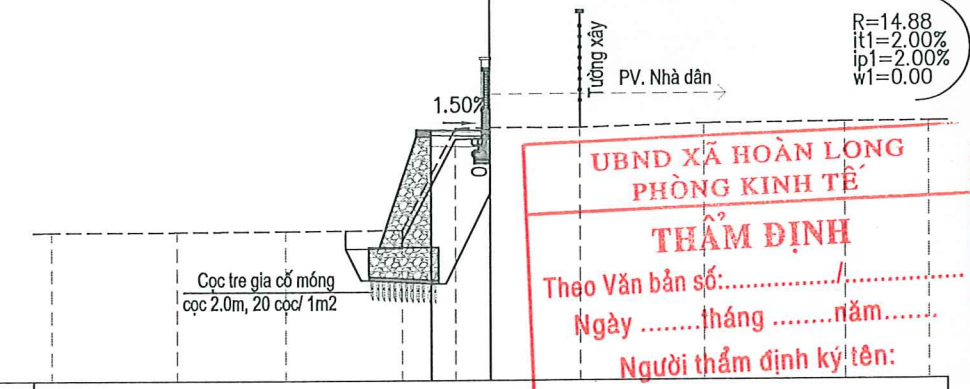 R=14.88
it1=2.00%
ip1=2.00%
w1=0.00
Tường xây
PV. Nhà dân
1.50%
UBND XÃ HOÀN LONG
PHÒNG KINH TẾ
THẨM ĐỊNH
Theo Văn bản số:............../...............
Ngày ........tháng ........năm.......
Người thẩm định ký tên:
Cọc tre gia cố móng
cọc 2.0m, 20 cọc/ 1m2